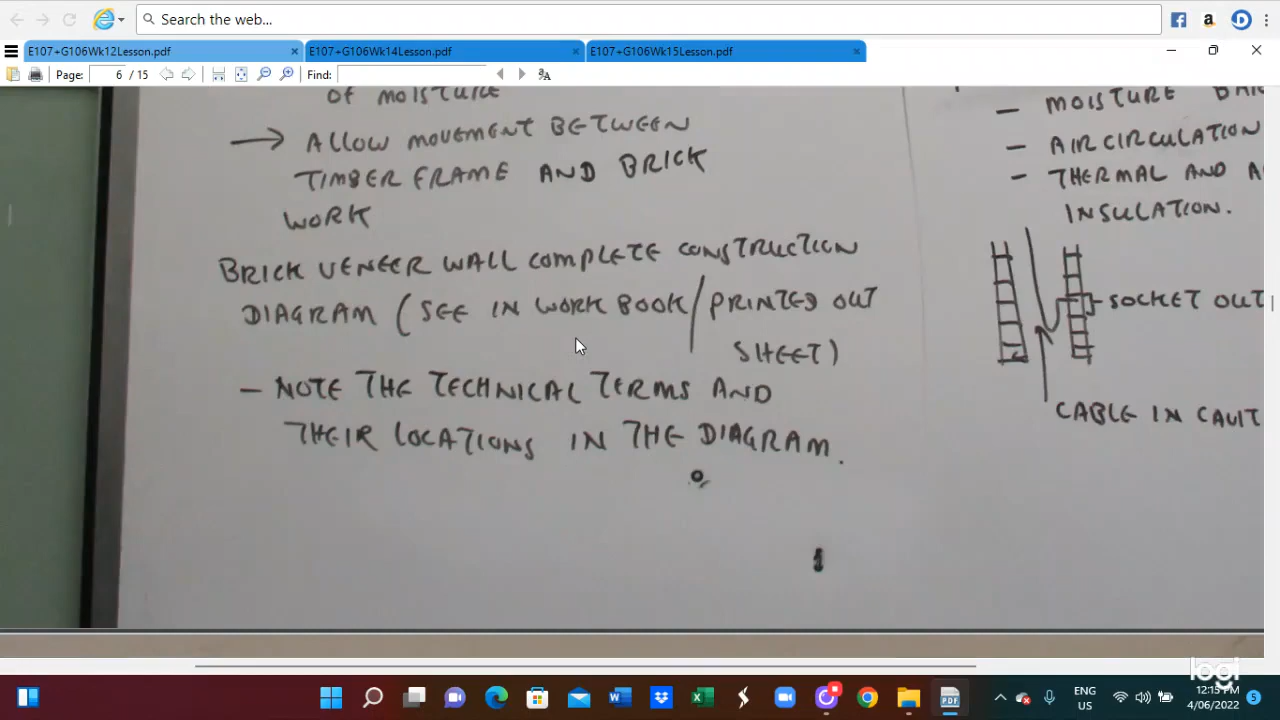 Search the web...
E107+G106Wk12Lesson.pdf
E107+G106Wk14Lesson.pdf
E107+G106Wk15Lesson.pdf
Page: 6 / 15
Find:
OF MOISTURE
→ ALLOW MOVEMENT BETWEEN
TIMBER FRAME AND BRICK
WORK
BRICK VENEER WALL COMPLETE CONSTRUCTION
DIAGRAM (SEE IN WORK BOOK/PRINTED OUT
SHEET)
- NOTE THE TECHNICAL TERMS AND
THEIR LOCATIONS IN THE DIAGRAM.
1
- MOISTURE
- AIR CIRCULATION
- THERMAL AND
INSULATION.
SOCKET OUT
CABLE IN CAVIT
logi
ENG
US
12:15 PM
4/06/2022
5